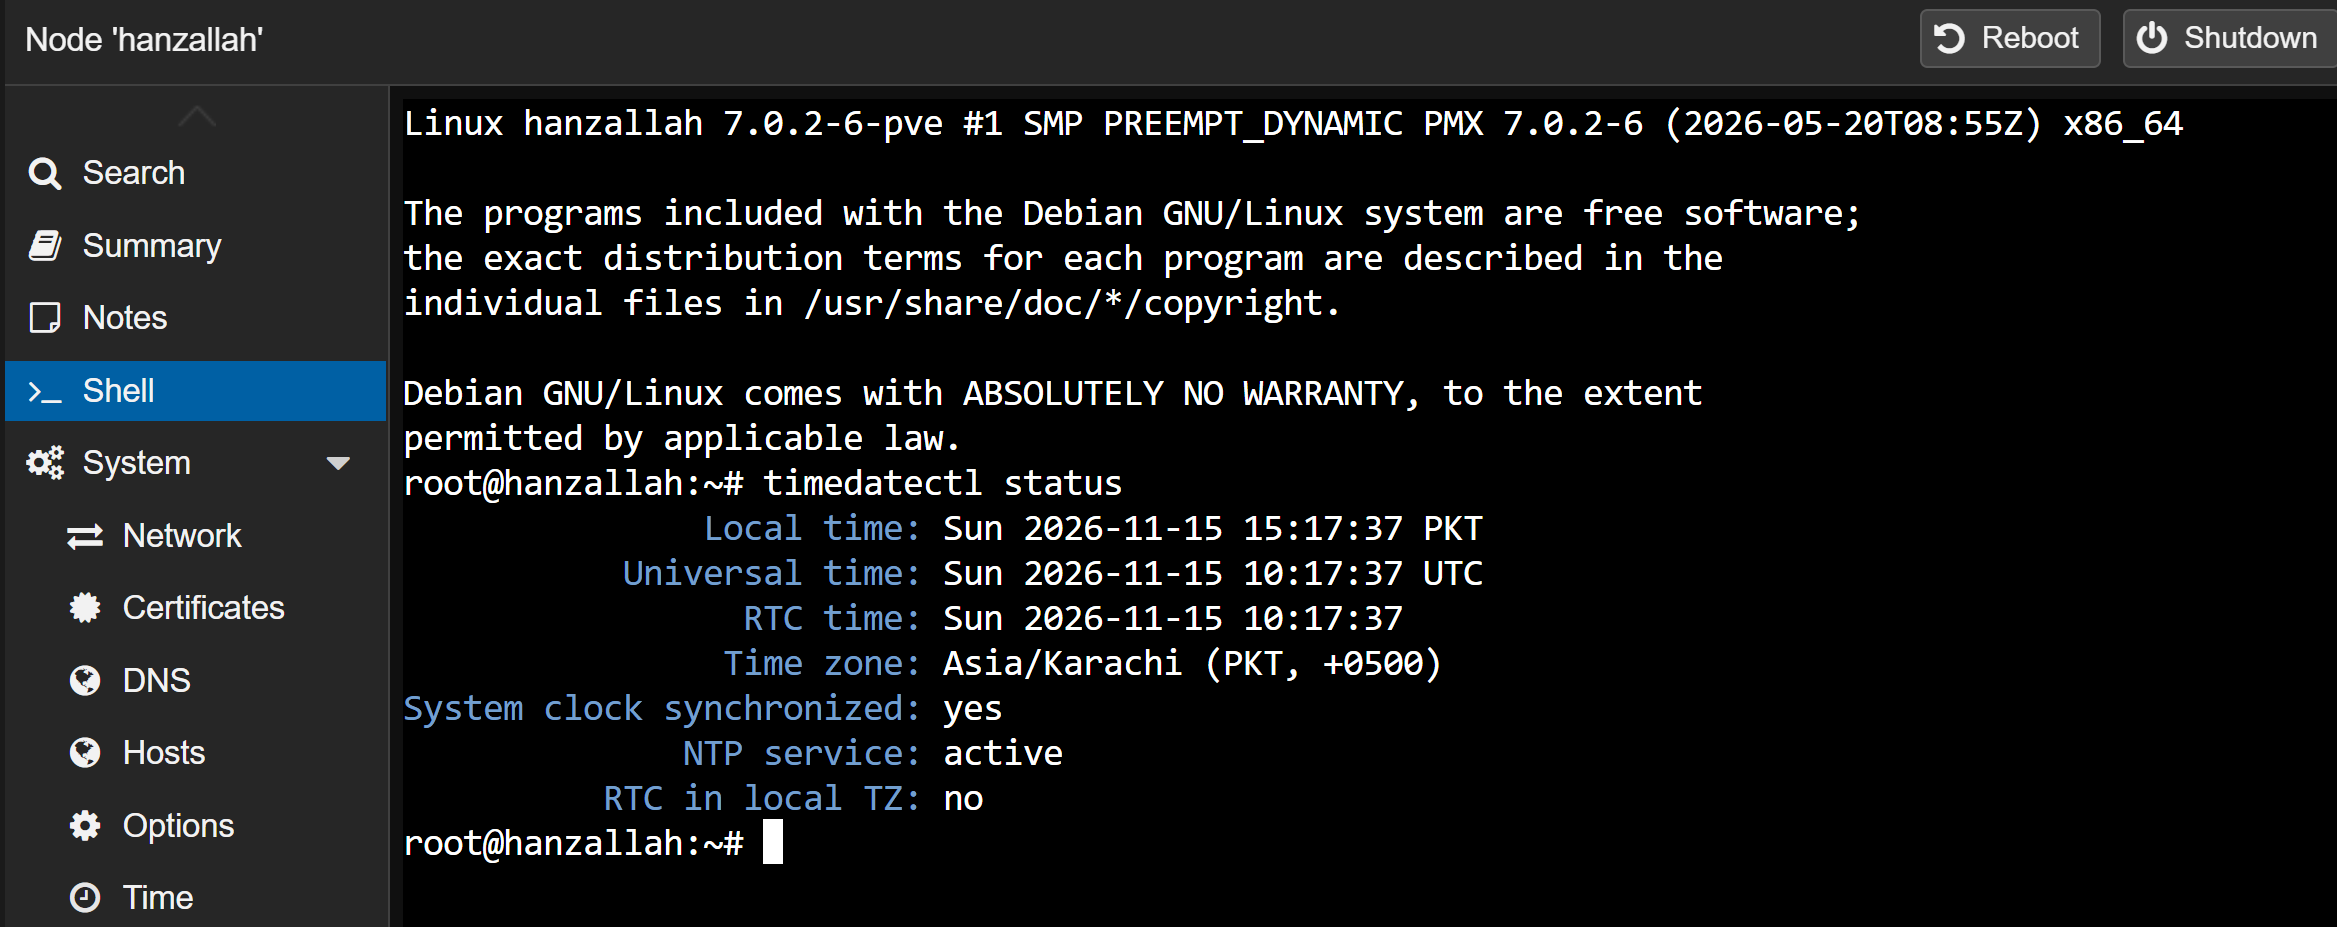 Node 'hanzallah'
Reboot
Shutdown
Search
Summary
Notes
Shell
System
Network
Certificates
DNS
Hosts
Options
Time
Linux hanzallah 7.0.2-6-pve #1 SMP PREEMPT_DYNAMIC PMX 7.0.2-6 (2026-05-20T08:55Z) x86_64
The programs included with the Debian GNU/Linux system are free software;
the exact distribution terms for each program are described in the
individual files in /usr/share/doc/*/copyright.
Debian GNU/Linux comes with ABSOLUTELY NO WARRANTY, to the extent
permitted by applicable law.
root@hanzallah:~# timedatectl status
Local time: Sun 2026-11-15 15:17:37 PKT
Universal time: Sun 2026-11-15 10:17:37 UTC
RTC time: Sun 2026-11-15 10:17:37
Time zone: Asia/Karachi (PKT, +0500)
System clock synchronized: yes
NTP service: active
RTC in local TZ: no
root@hanzallah:~#